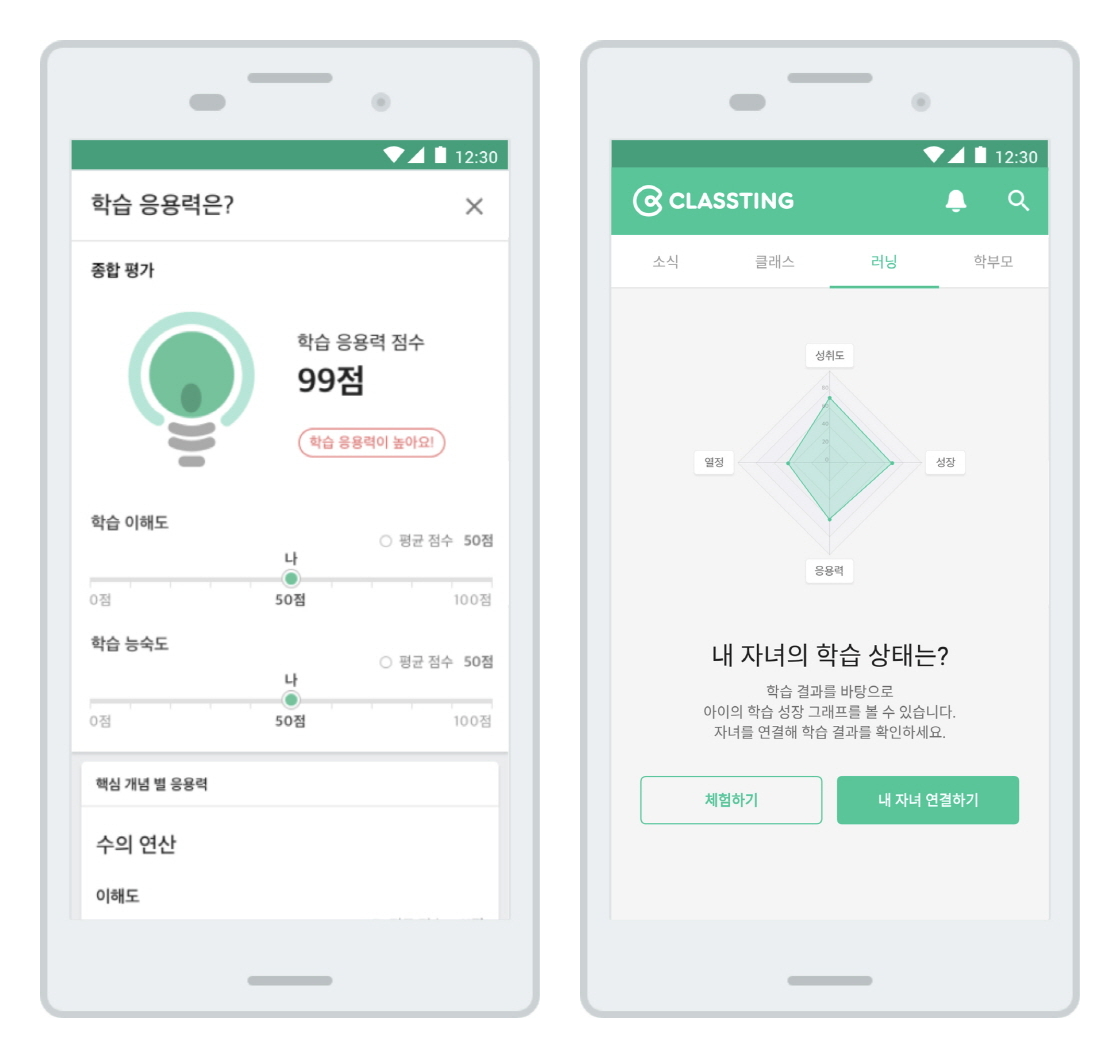 12:30
학습 응용력은?
종합 평가
학습 응용력 점수
99점
학습 응용력이 높아요!
학습 이해도
평균 점수 50점
나
0점 50점 100점
학습 능숙도
평균 점수 50점
나
0점 50점 100점
핵심 개념 별 응용력
수의 연산
이해도
12:30
CLASSTING
소식 클래스 러닝 학부모
성취도
80
60
40
20
0
열정
성장
응용력
내 자녀의 학습 상태는?
학습 결과를 바탕으로
아이의 학습 성장 그래프를 볼 수 있습니다.
자녀를 연결해 학습 결과를 확인하세요.
체험하기
내 자녀 연결하기